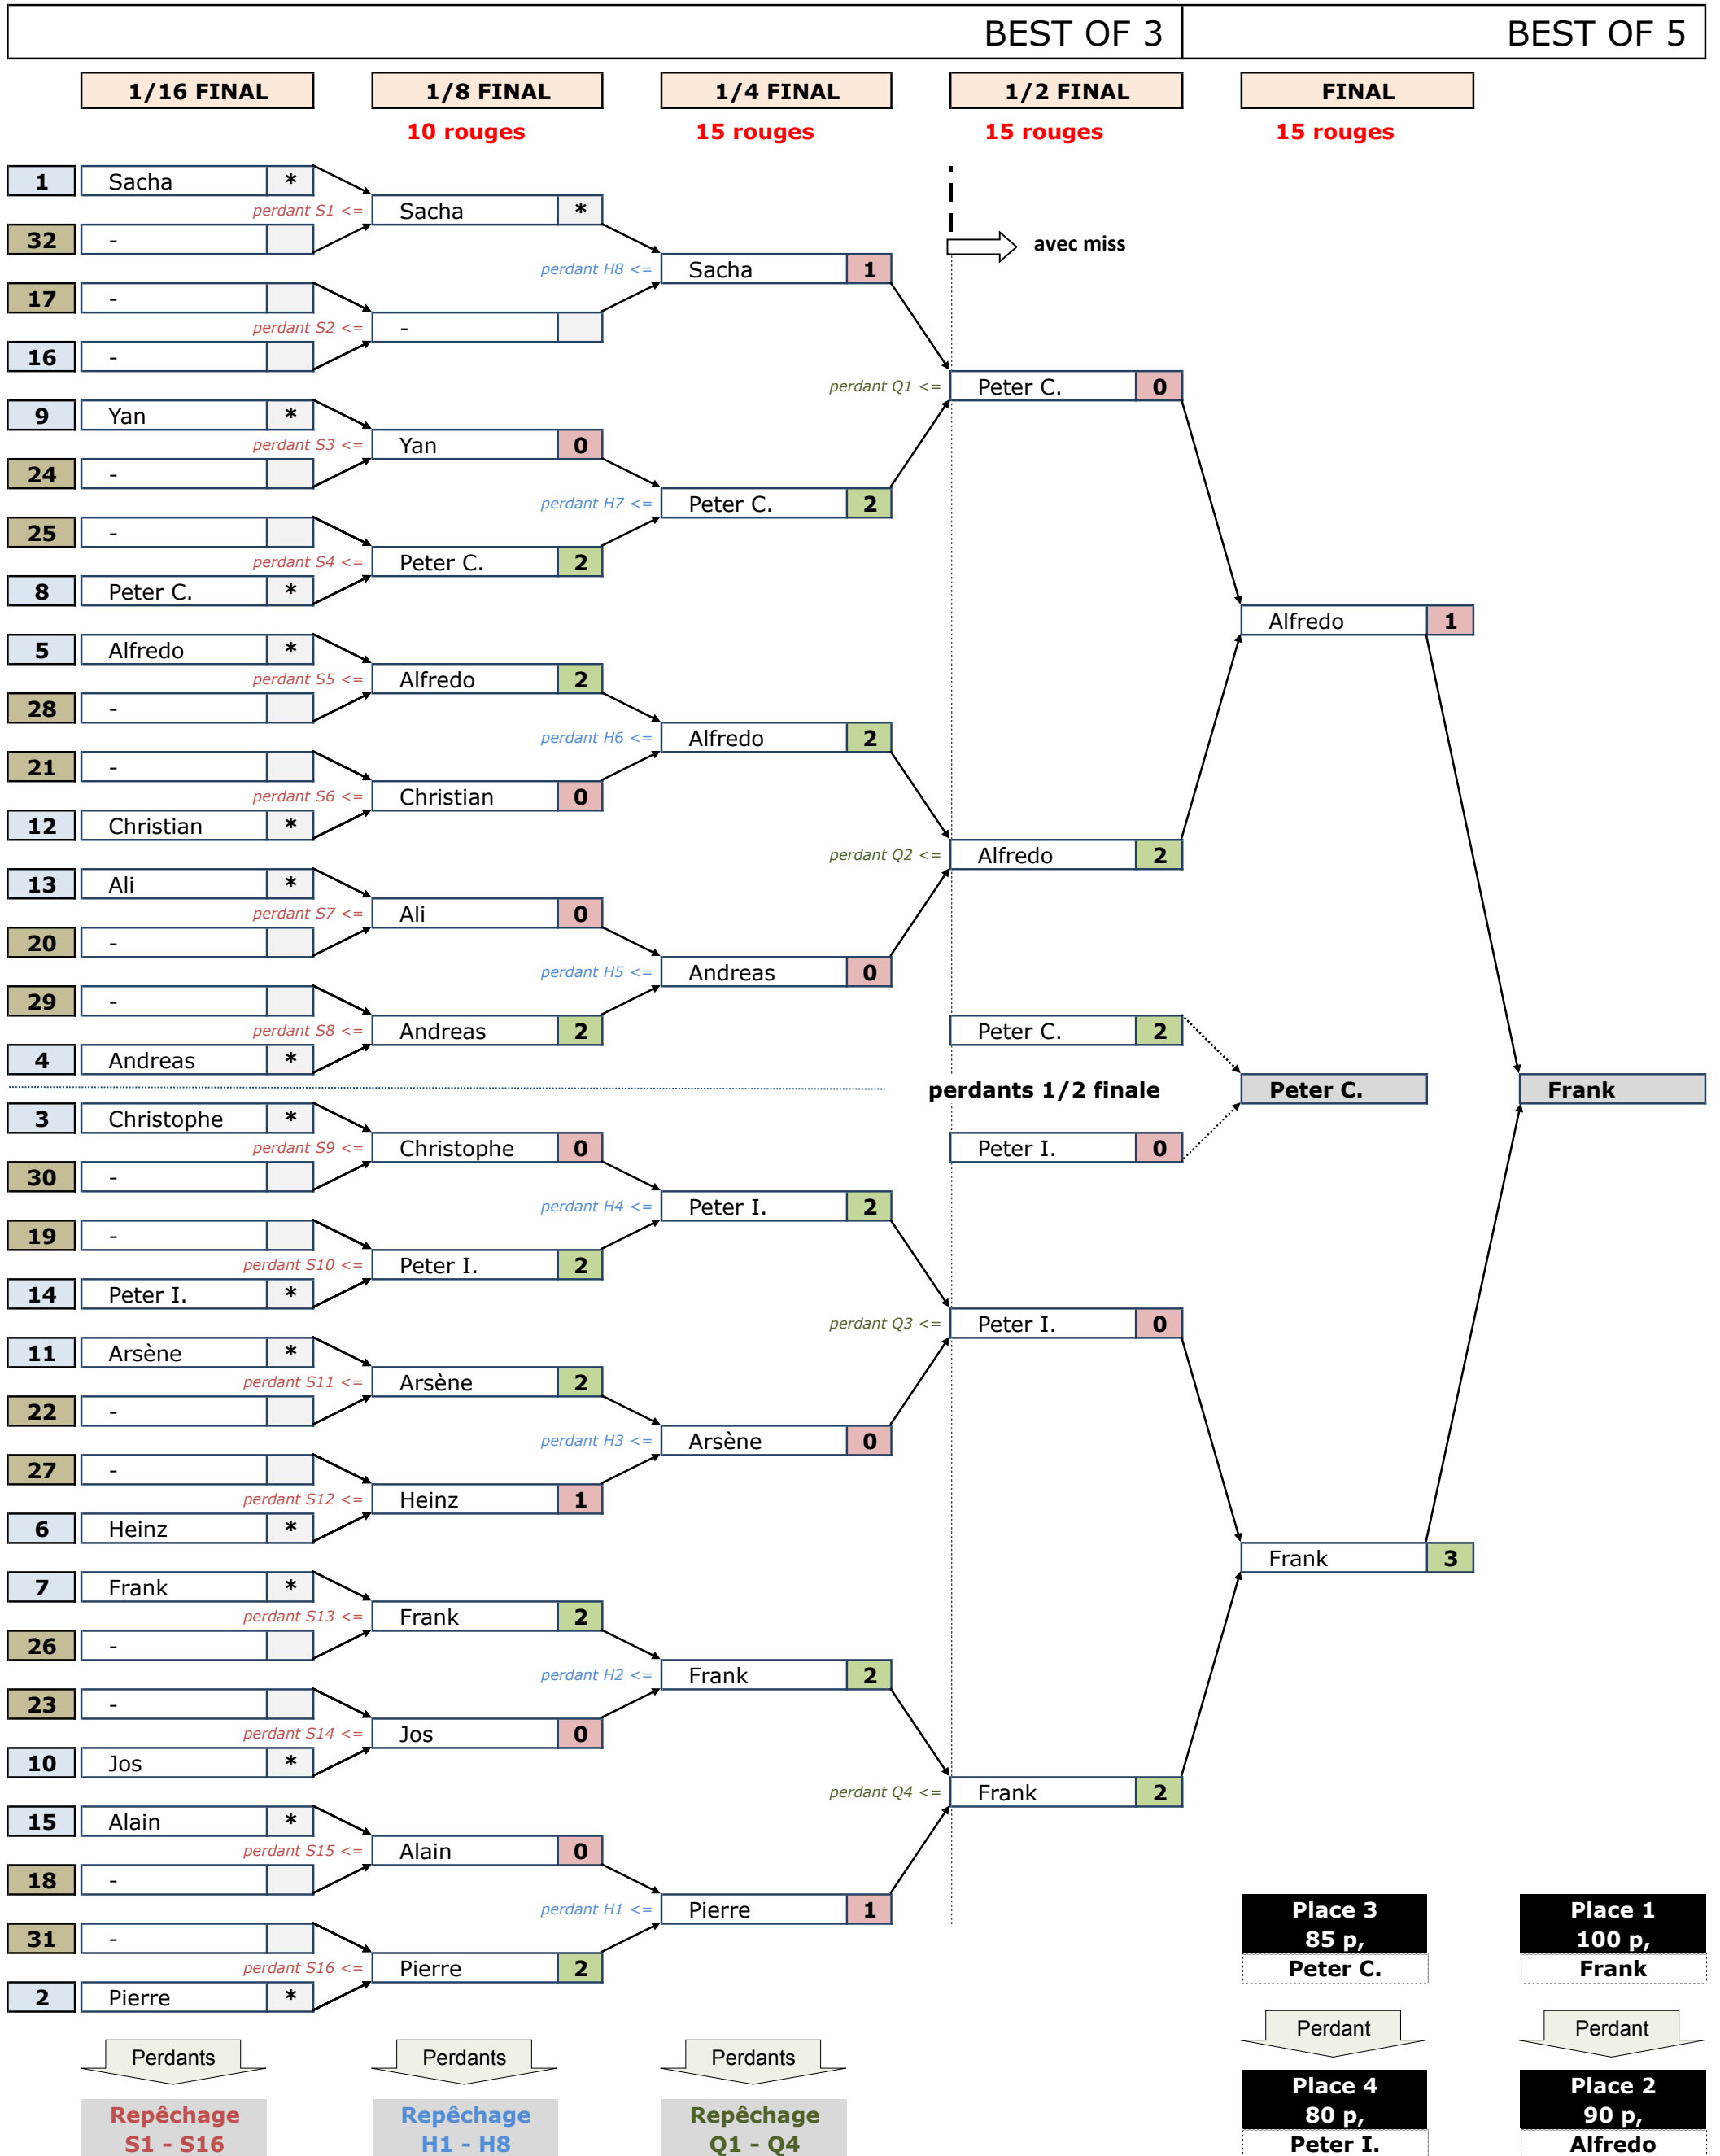 BEST OF 3 BEST OF 5
1/16 FINAL 1/8 FINAL 1/4 FINAL 1/2 FINAL FINAL
10 rouges 15 rouges 15 rouges 15 rouges
1 Sacha *
perdant S1 <= Sacha *
32 - avec miss
perdant H8 <= Sacha 1
17 -
perdant S2 <= -
16 -
perdant Q1 <= Peter C. 0
9 Yan *
perdant S3 <= Yan 0
24 -
perdant H7 <= Peter C. 2
25 -
perdant S4 <= Peter C. 2
8 Peter C. *
Alfredo 1
5 Alfredo *
perdant S5 <= Alfredo 2
28 -
perdant H6 <= Alfredo 2
21 -
perdant S6 <= Christian 0
12 Christian *
perdant Q2 <= Alfredo 2
13 Ali *
perdant S7 <= Ali 0
20 -
perdant H5 <= Andreas 0
29 -
perdant S8 <= Andreas 2 Peter C. 2
4 Andreas *
perdants 1/2 finale Peter C. Frank
3 Christophe *
perdant S9 <= Christophe 0 Peter I. 0
30 -
perdant H4 <= Peter I. 2
19 -
perdant S10 <= Peter I. 2
14 Peter I. *
perdant Q3 <= Peter I. 0
11 Arsène *
perdant S11 <= Arsène 2
22 -
perdant H3 <= Arsène 0
27 -
perdant S12 <= Heinz 1
6 Heinz *
Frank 3
7 Frank *
perdant S13 <= Frank 2
26 -
perdant H2 <= Frank 2
23 -
perdant S14 <= Jos 0
10 Jos *
perdant Q4 <= Frank 2
15 Alain *
perdant S15 <= Alain 0
18 -
perdant H1 <= Pierre 1 Place 3 Place 1
31 - 85 p, 100 p,
perdant S16 <= Pierre 2 Peter C. Frank
2 Pierre *
Perdant Perdant
Perdants Perdants Perdants
Place 4 Place 2
Repêchage Repêchage Repêchage 80 p, 90 p,
S1 - S16 H1 - H8 Q1 - Q4 Peter I. Alfredo